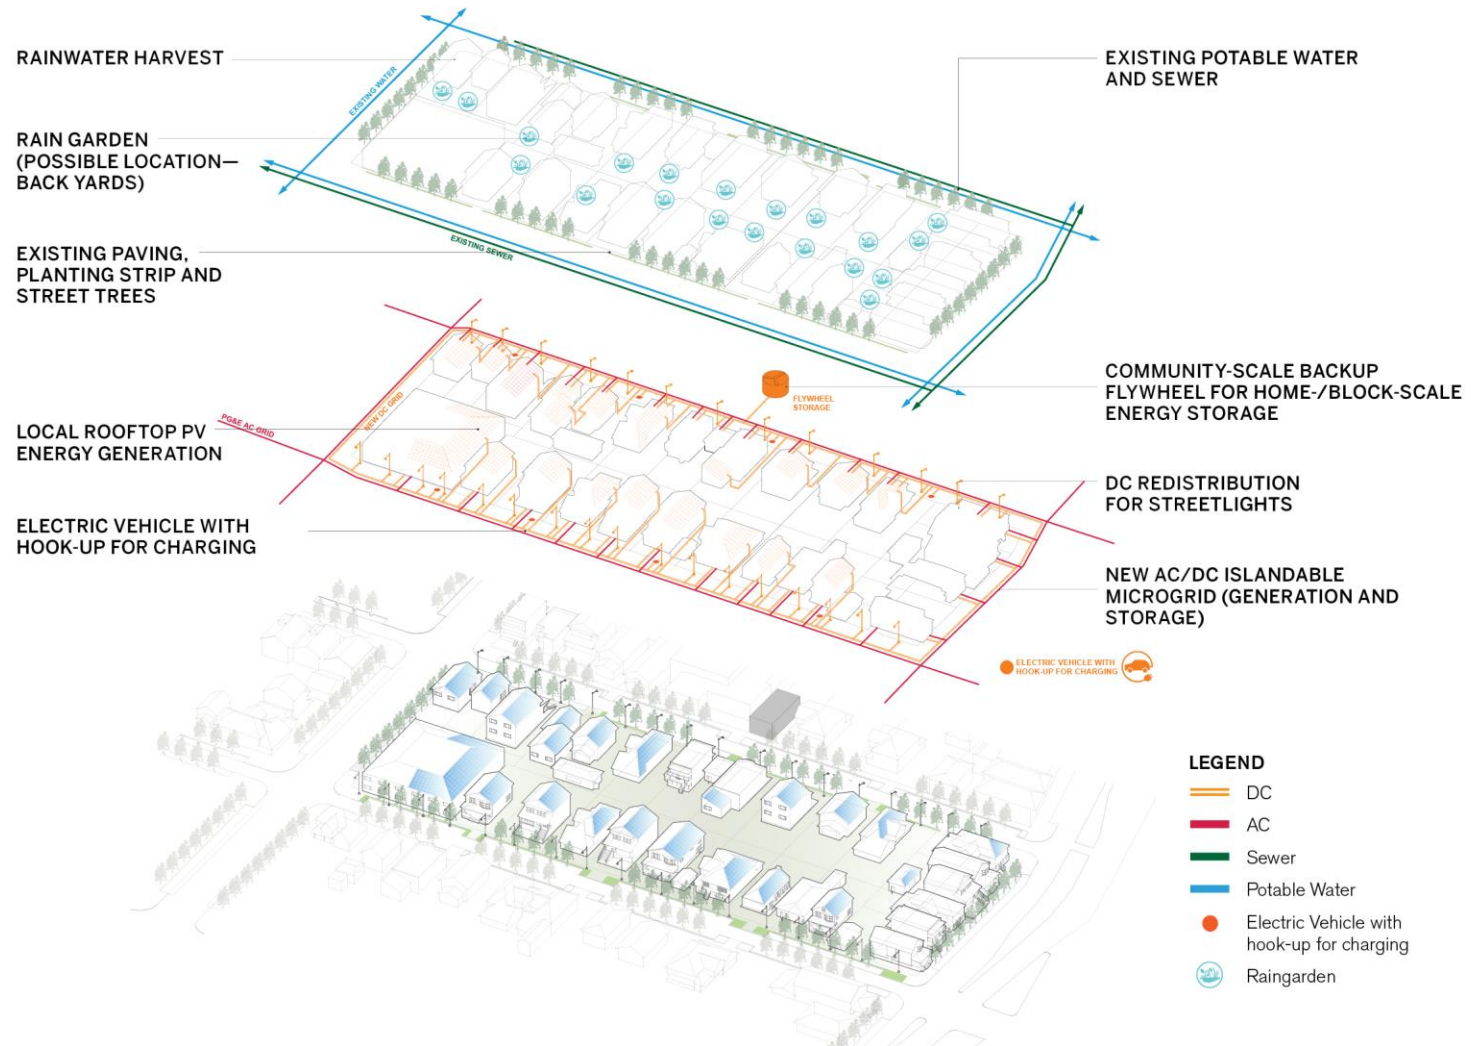 RAINWATER HARVEST
RAIN GARDEN
(POSSIBLE LOCATION—
BACK YARDS)
EXISTING PAVING,
PLANTING STRIP AND
STREET TREES
EXISTING WATER
EXISTING SEWER
EXISTING POTABLE WATER
AND SEWER
LOCAL ROOFTOP PV
ENERGY GENERATION
ELECTRIC VEHICLE WITH
HOOK-UP FOR CHARGING
PG&E AC GRID
NEW DC GRID
FLYWHEEL
STORAGE
COMMUNITY-SCALE BACKUP
FLYWHEEL FOR HOME-/BLOCK-SCALE
ENERGY STORAGE
DC REDISTRIBUTION
FOR STREETLIGHTS
NEW AC/DC ISLANDABLE
MICROGRID (GENERATION AND
STORAGE)
ELECTRIC VEHICLE WITH
HOOK-UP FOR CHARGING
LEGEND
DC
AC
Sewer
Potable Water
Electric Vehicle with
hook-up for charging
Raingarden